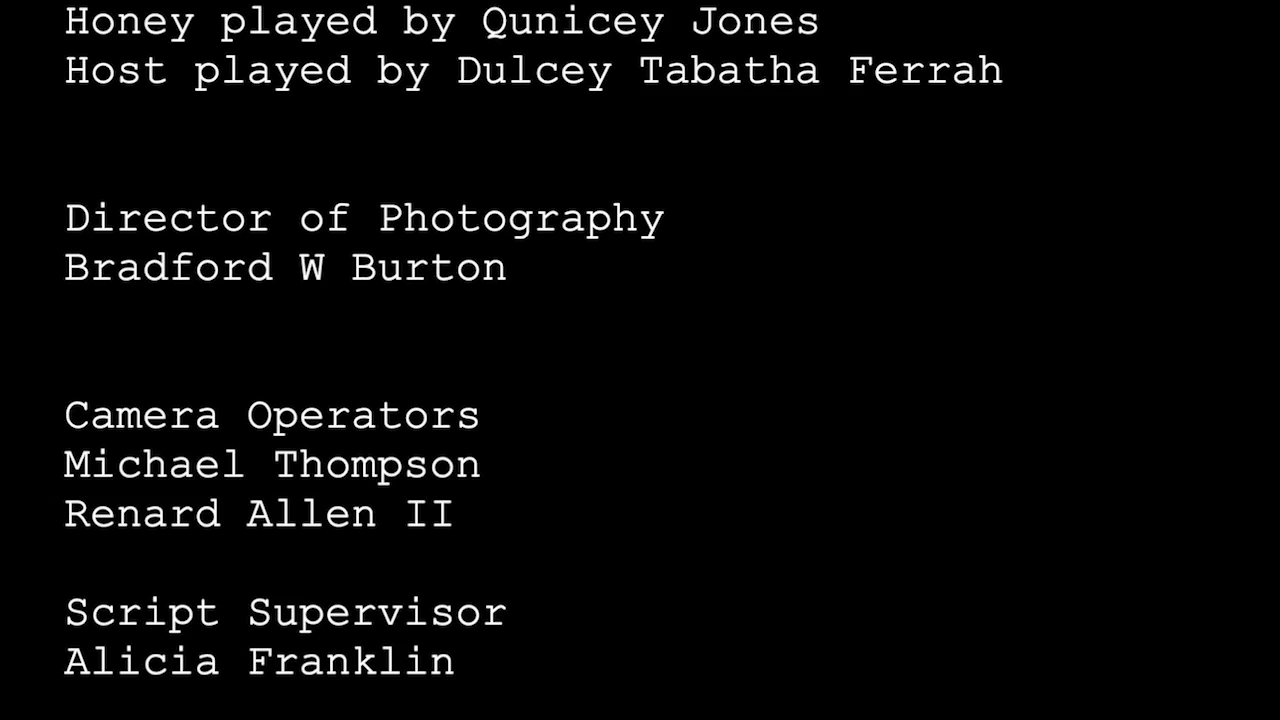 Honey played by Qunicey Jones
Host played by Dulcey Tabatha Ferrah
Director of Photography
Bradford W Burton
Camera Operators
Michael Thompson
Renard Allen II
Script Supervisor
Alicia Franklin